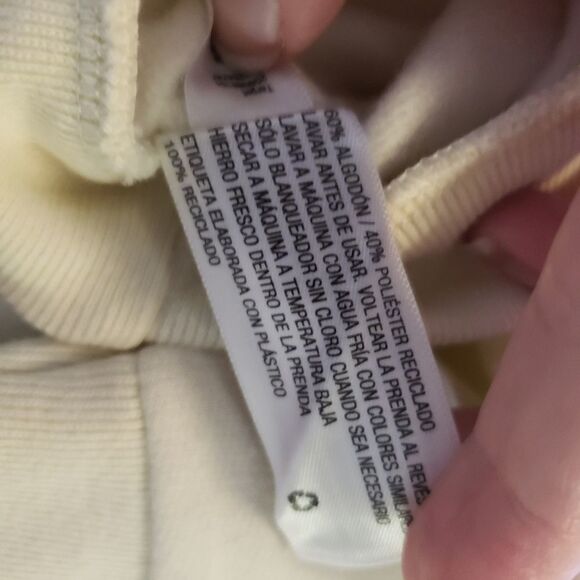 60% ALGODÓN / 40% POLIÉSTER RECICLADO
LAVAR ANTES DE USAR. VOLTEAR LA PRENDA AL REVÉS
LAVAR A MÁQUINA CON AGUA FRÍA CON COLORES SIMILARES
SÓLO BLANQUEADOR SIN CLORO CUANDO SEA NECESARIO
SECAR A MÁQUINA A TEMPERATURA BAJA
HIERRO FRESCO DENTRO DE LA PRENDA
ETIQUETA ELABORADA CON PLÁSTICO
100% RECICLADO